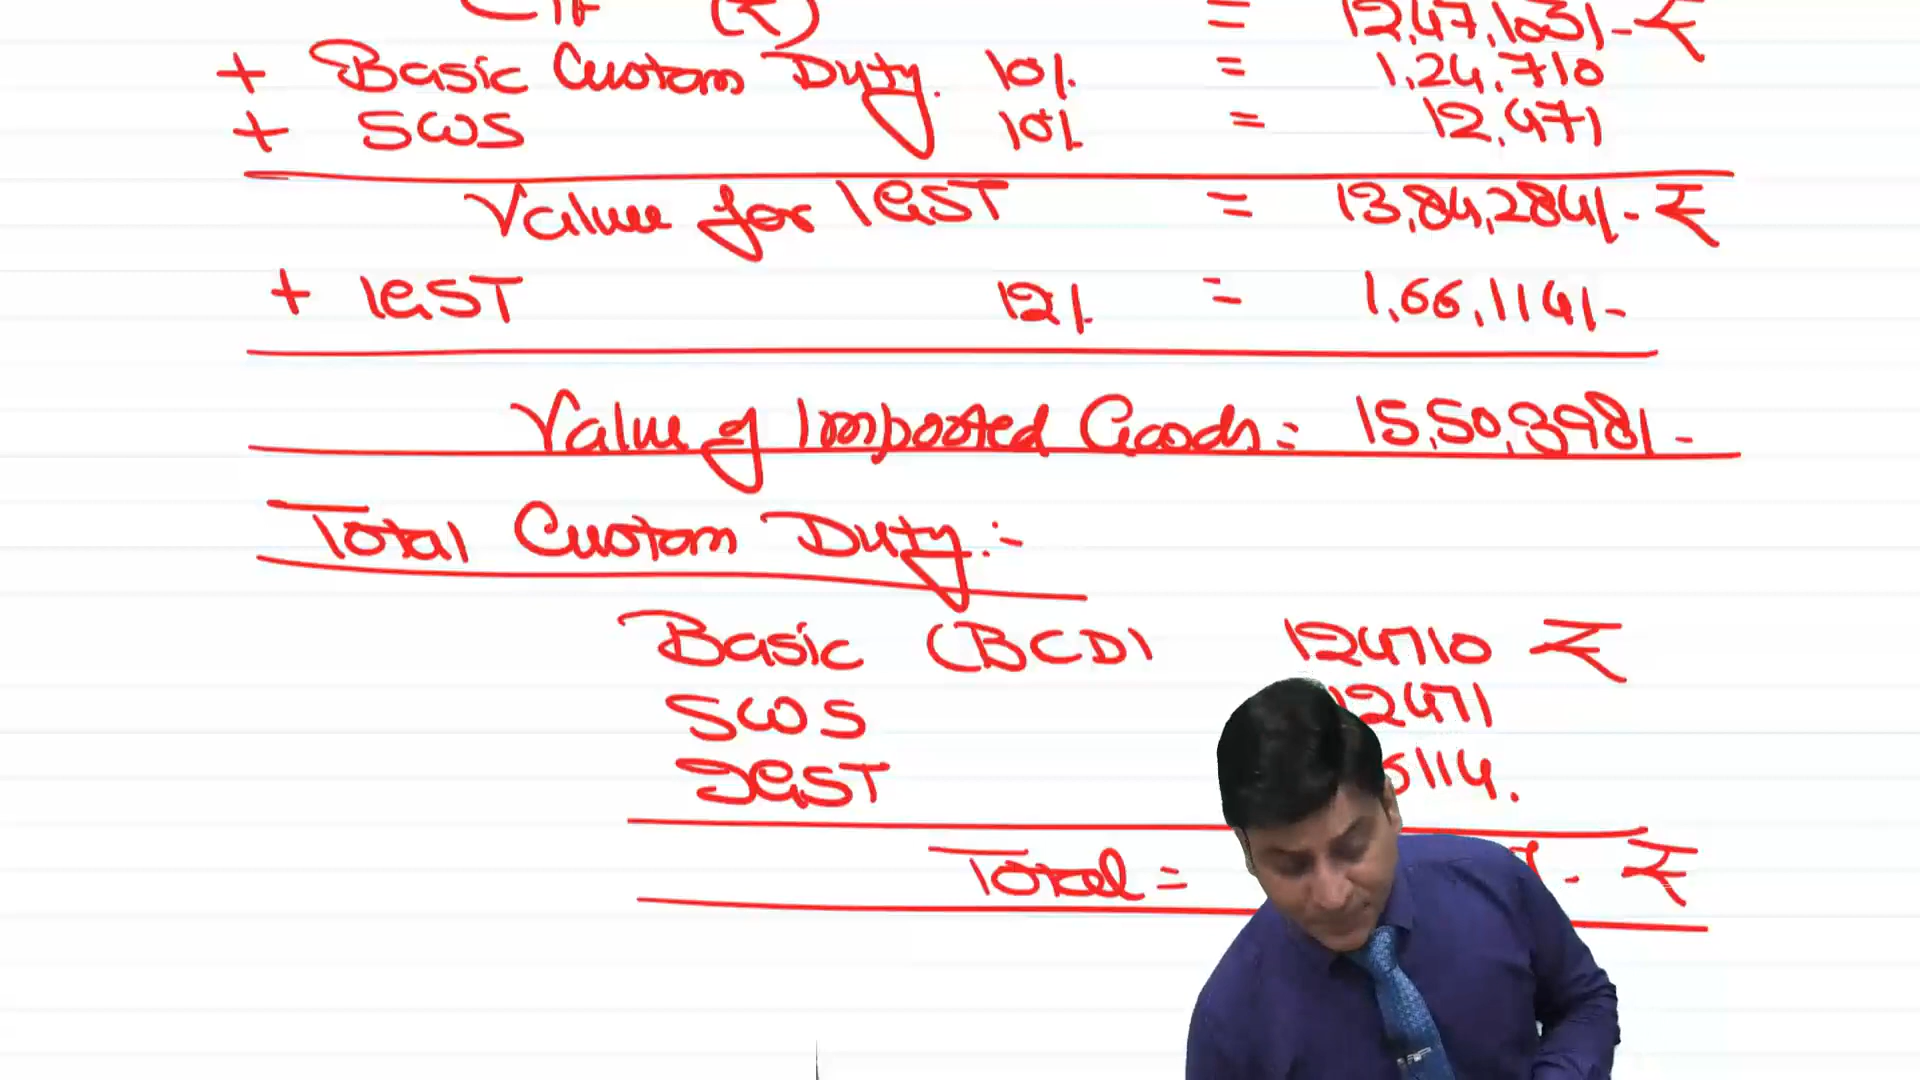 CIF (₹) = 12,47,103/- ₹
+ Basic Custom Duty. 10% = 1,24,710
+ SWS 10% = 12,471
Value for IGST = 13,84,284/- ₹
+ IGST 12% = 1,66,114/-
Value of Imported Goods = 15,50,398/-
Total Custom Duty :-
Basic (BCD) 124710 ₹
SWS 12471
IGST 6114.
Total = /- ₹